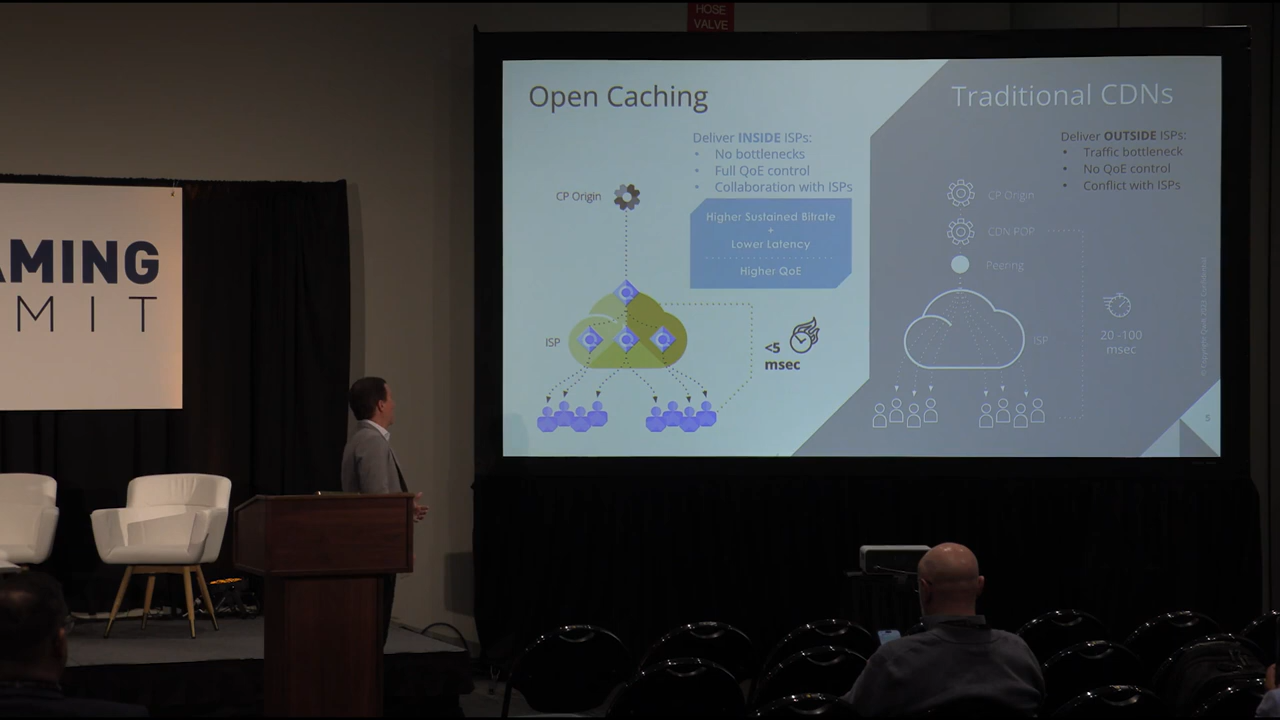 HOSE
VALVE
AMING
MIT
Open Caching
Deliver INSIDE ISPs:
• No bottlenecks
• Full QoE control
• Collaboration with ISPs
CP Origin
Higher Sustained Bitrate
+
Lower Latency
Higher QoE
ISP
<5
msec
Traditional CDNs
Deliver OUTSIDE ISPs:
• Traffic bottleneck
• No QoE control
• Conflict with ISPs
CP Origin
CDN POP
Peering
ISP
20 -100
msec
5